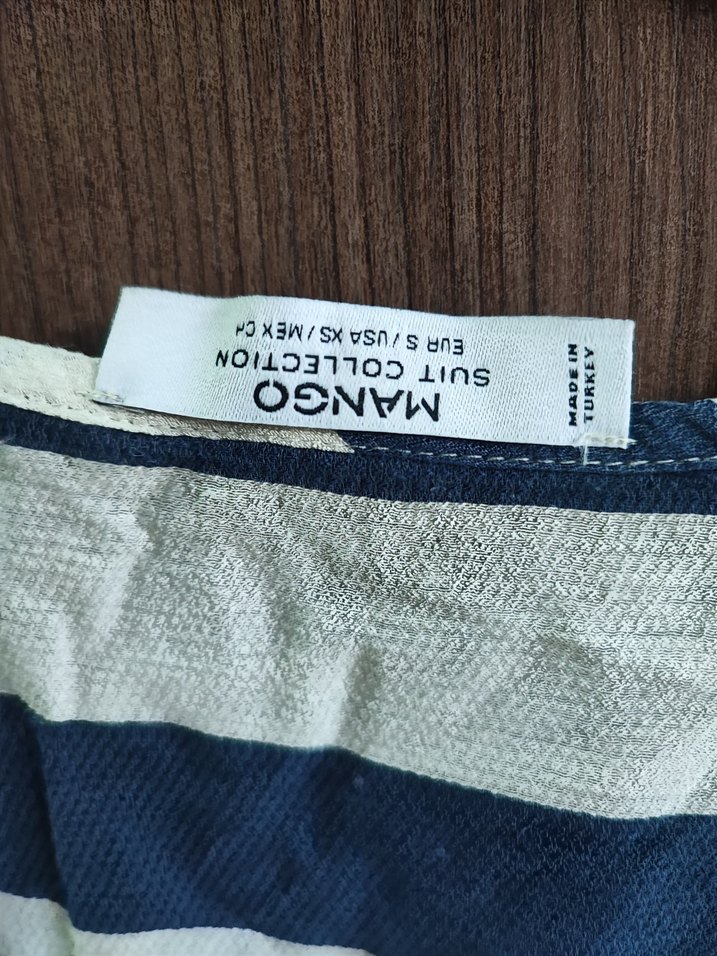 MANGO
SUIT COLLECTION
EUR S / USA XS / MEX CH
MADE IN
TURKEY